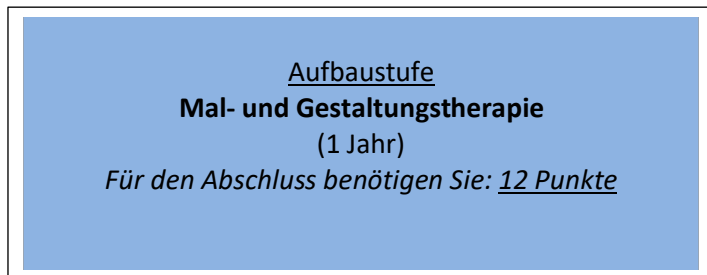 Aufbaustufe
Mal- und Gestaltungstherapie
(1 Jahr)
Für den Abschluss benötigen Sie: 12 Punkte